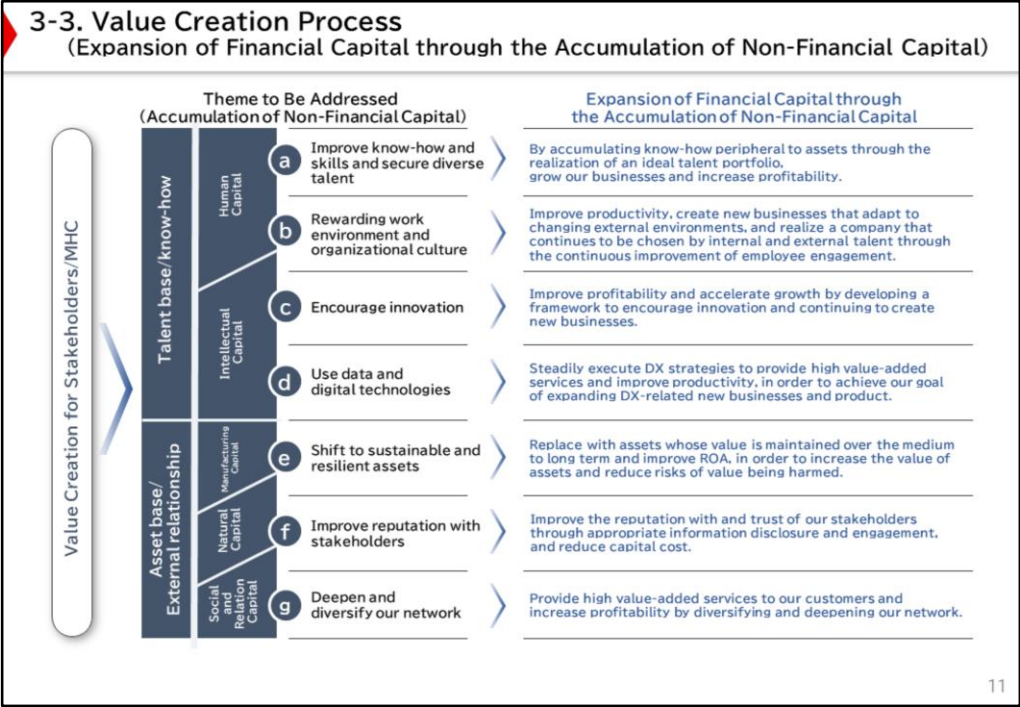 3-3. Value Creation Process
(Expansion of Financial Capital through the Accumulation of Non-Financial Capital)
Theme to Be Addressed
(Accumulation of Non-Financial Capital)
Expansion of Financial Capital through
the Accumulation of Non-Financial Capital
Value Creation for Stakeholders/MHC
Talent base/know-how
Human
Capital
a
Improve know-how and
skills and secure diverse
talent
By accumulating know-how peripheral to assets through the
realization of an ideal talent portfolio,
grow our businesses and increase profitability.
b
Rewarding work
environment and
organizational culture
Improve productivity, create new businesses that adapt to
changing external environments, and realize a company that
continues to be chosen by internal and external talent through
the continuous improvement of employee engagement.
Intellectual
Capital
c
Encourage innovation
Improve profitability and accelerate growth by developing a
framework to encourage innovation and continuing to create
new businesses.
d
Use data and
digital technologies
Steadily execute DX strategies to provide high value-added
services and improve productivity, in order to achieve our goal
of expanding DX-related new businesses and product.
Asset base/
External relationship
Manufacturing
Capital
e
Shift to sustainable and
resilient assets
Replace with assets whose value is maintained over the medium
to long term and improve ROA, in order to increase the value of
assets and reduce risks of value being harmed.
Natural
Capital
f
Improve reputation with
stakeholders
Improve the reputation with and trust of our stakeholders
through appropriate information disclosure and engagement,
and reduce capital cost.
Social
and
Relation
Capital
g
Deepen and
diversify our network
Provide high value-added services to our customers and
increase profitability by diversifying and deepening our network.
11